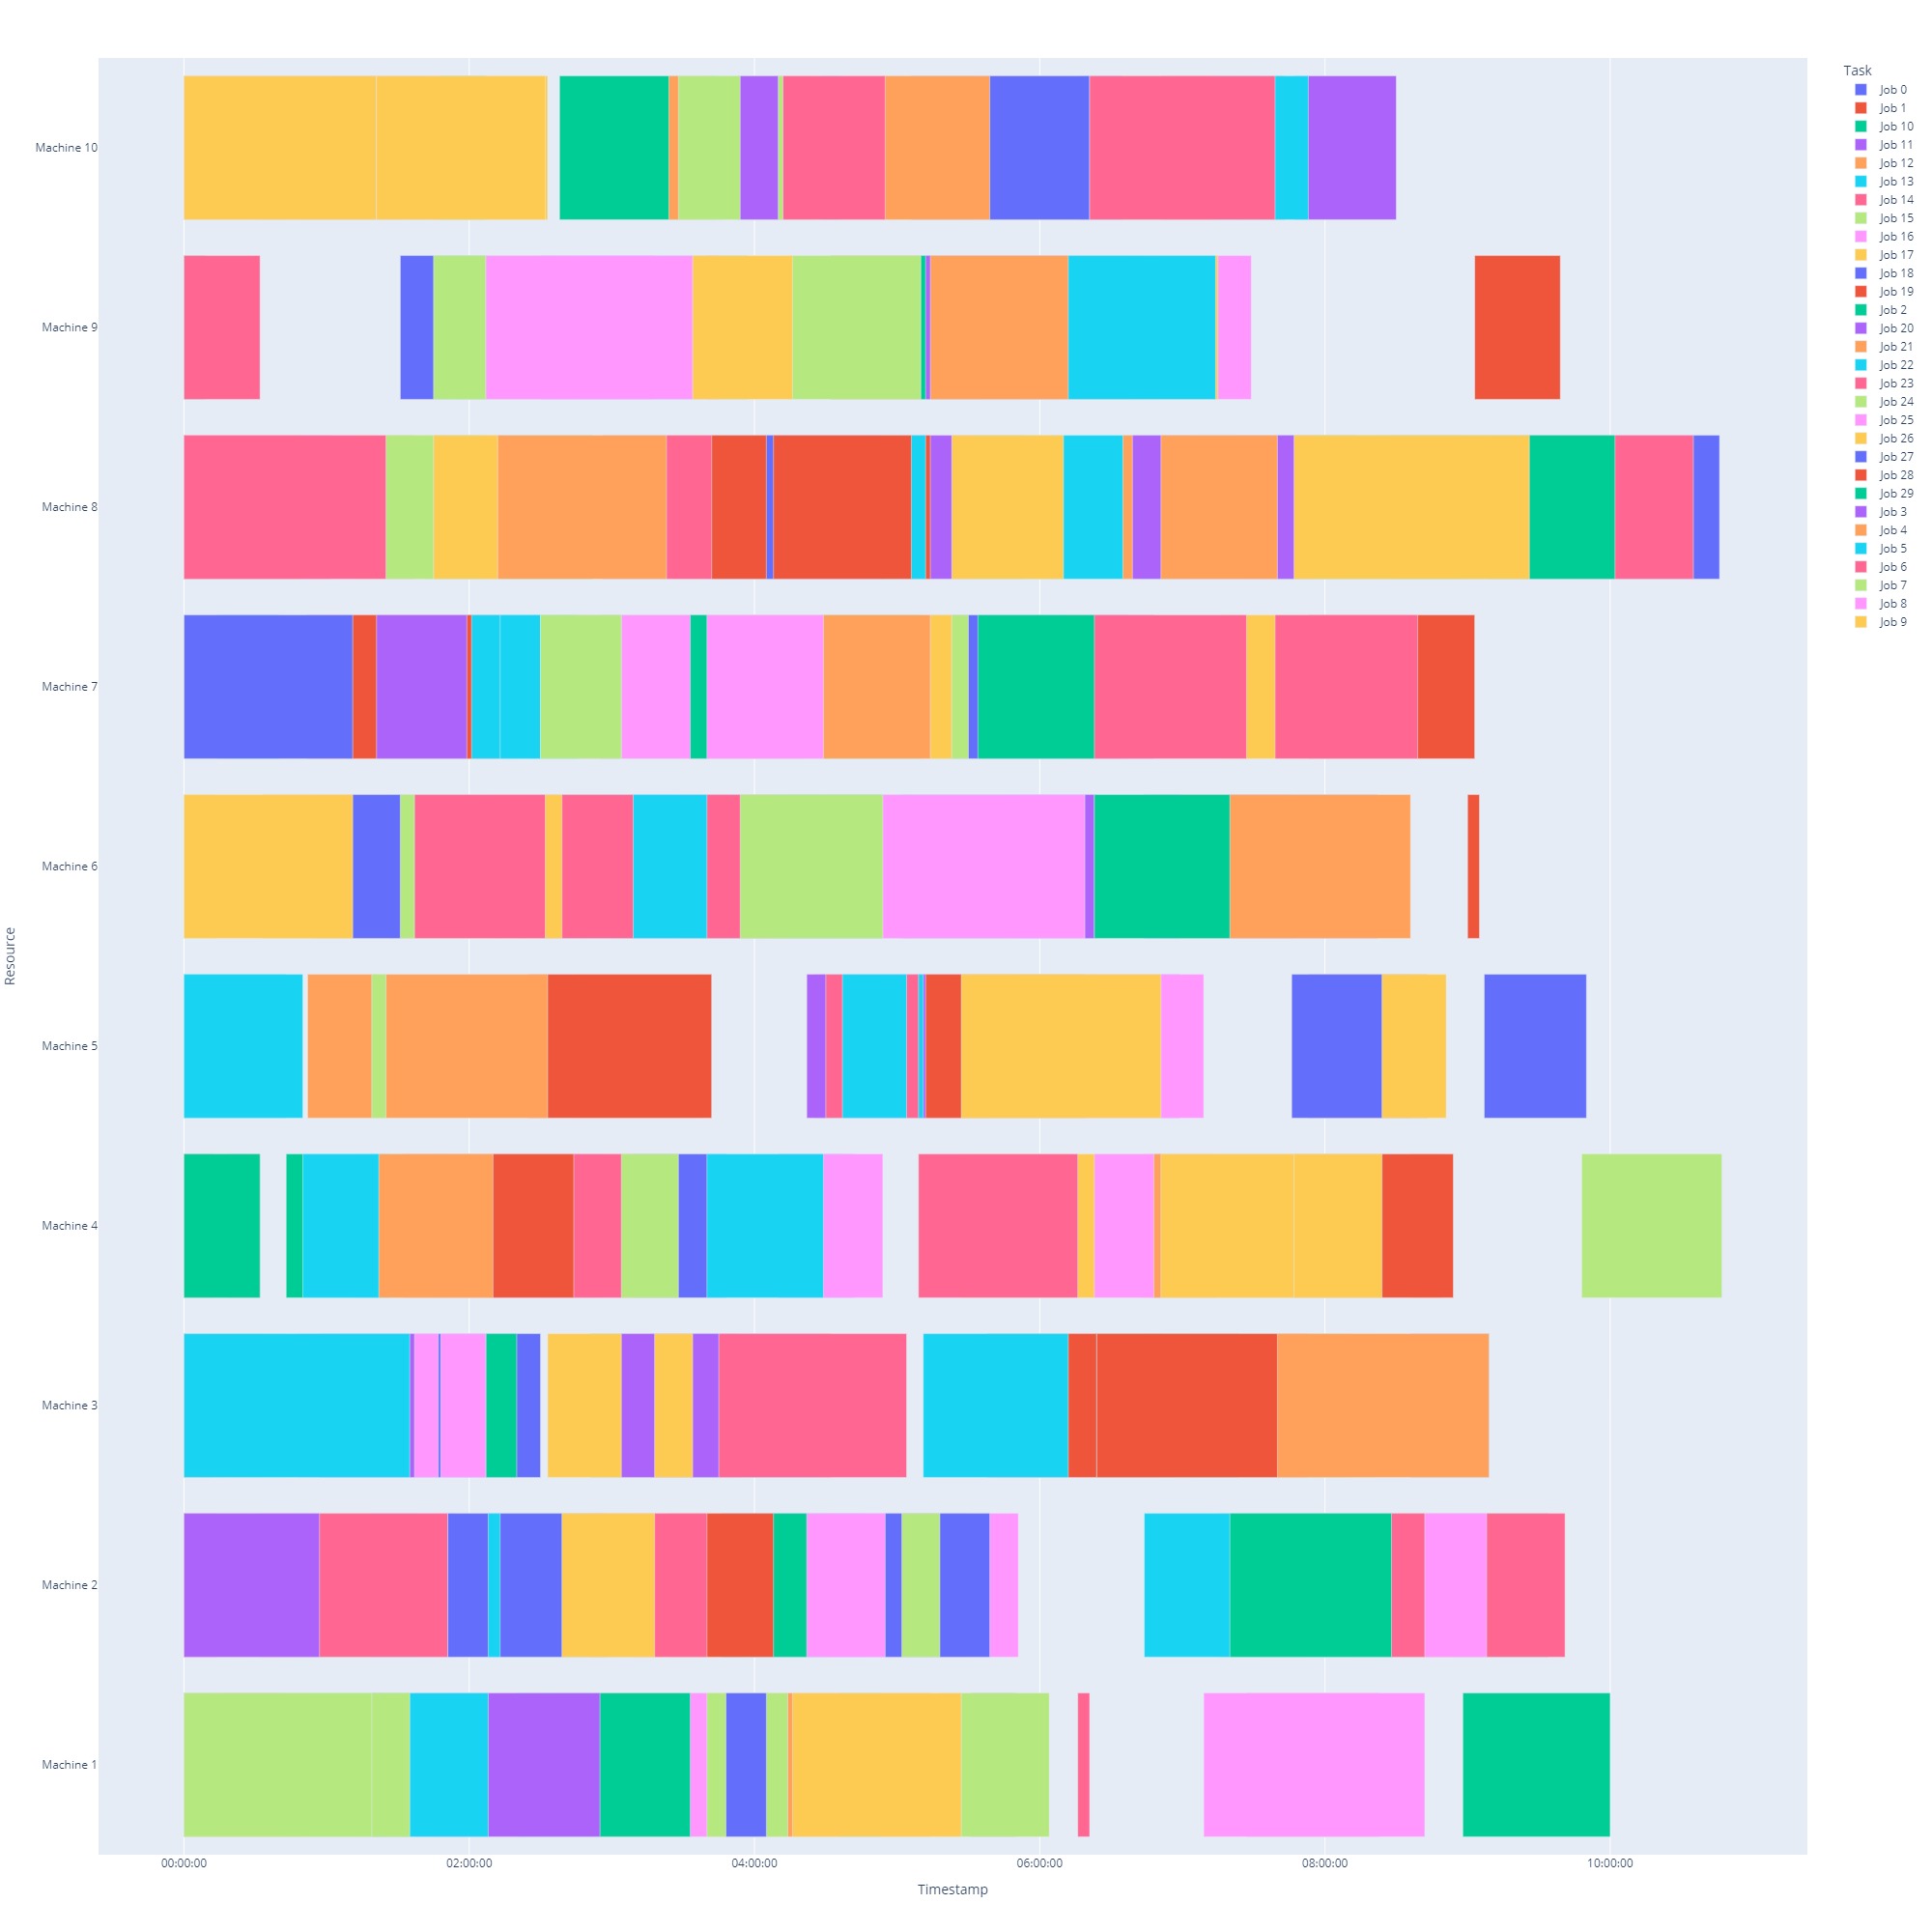 Task
Job 0
Job 1
Job 10
Job 11
Job 12
Job 13
Job 14
Job 15
Job 16
Job 17
Job 18
Job 19
Job 2
Job 20
Job 21
Job 22
Job 23
Job 24
Job 25
Job 26
Job 27
Job 28
Job 29
Job 3
Job 4
Job 5
Job 6
Job 7
Job 8
Job 9
Machine 10
Machine 9
Machine 8
Machine 7
Machine 6
Machine 5
Machine 4
Machine 3
Machine 2
Machine 1
Resource
00:00:00 02:00:00 04:00:00 06:00:00 08:00:00 10:00:00
Timestamp